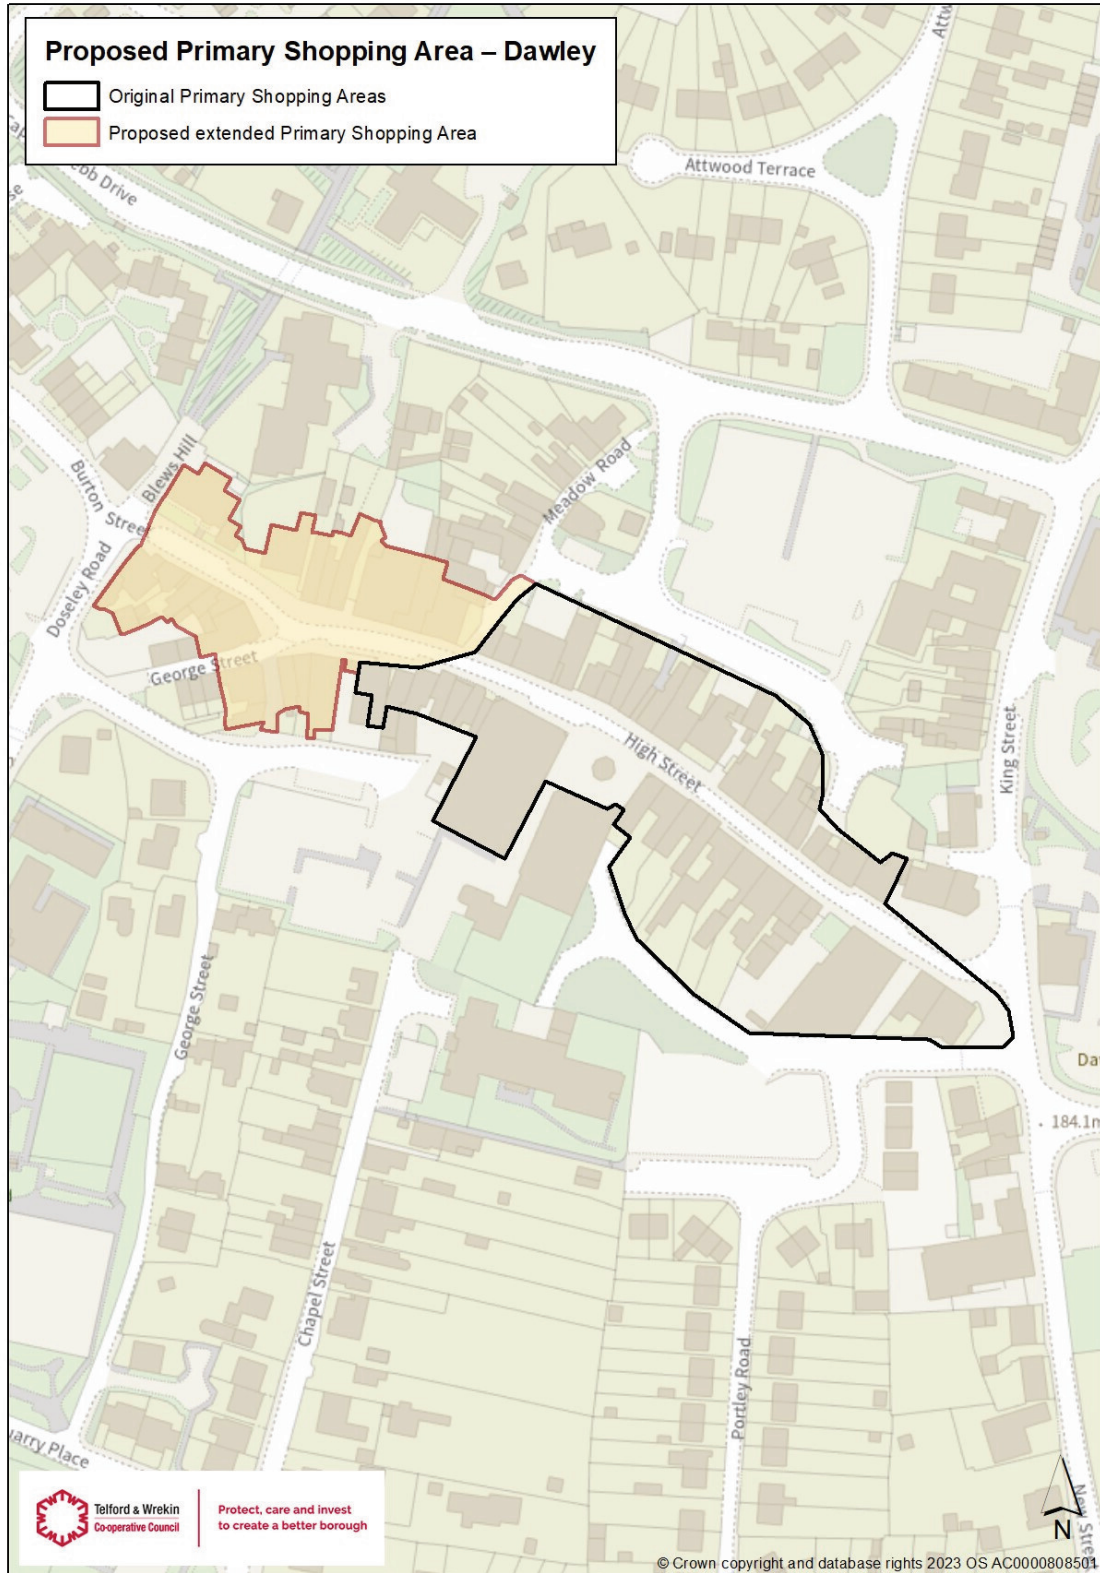 Proposed Primary Shopping Area – Dawley
Original Primary Shopping Areas
Proposed extended Primary Shopping Area
Attwood Terrace
Drive
Meadow Road
Blews Hill
Burton Street
Doseley Road
George Street
High Street
King Street
George Street
184.1m
Chapel Street
Portley Road
Place
New Street
N
Telford & Wrekin
Co-operative Council
Protect, care and invest
to create a better borough
© Crown copyright and database rights 2023 OS AC0000808501